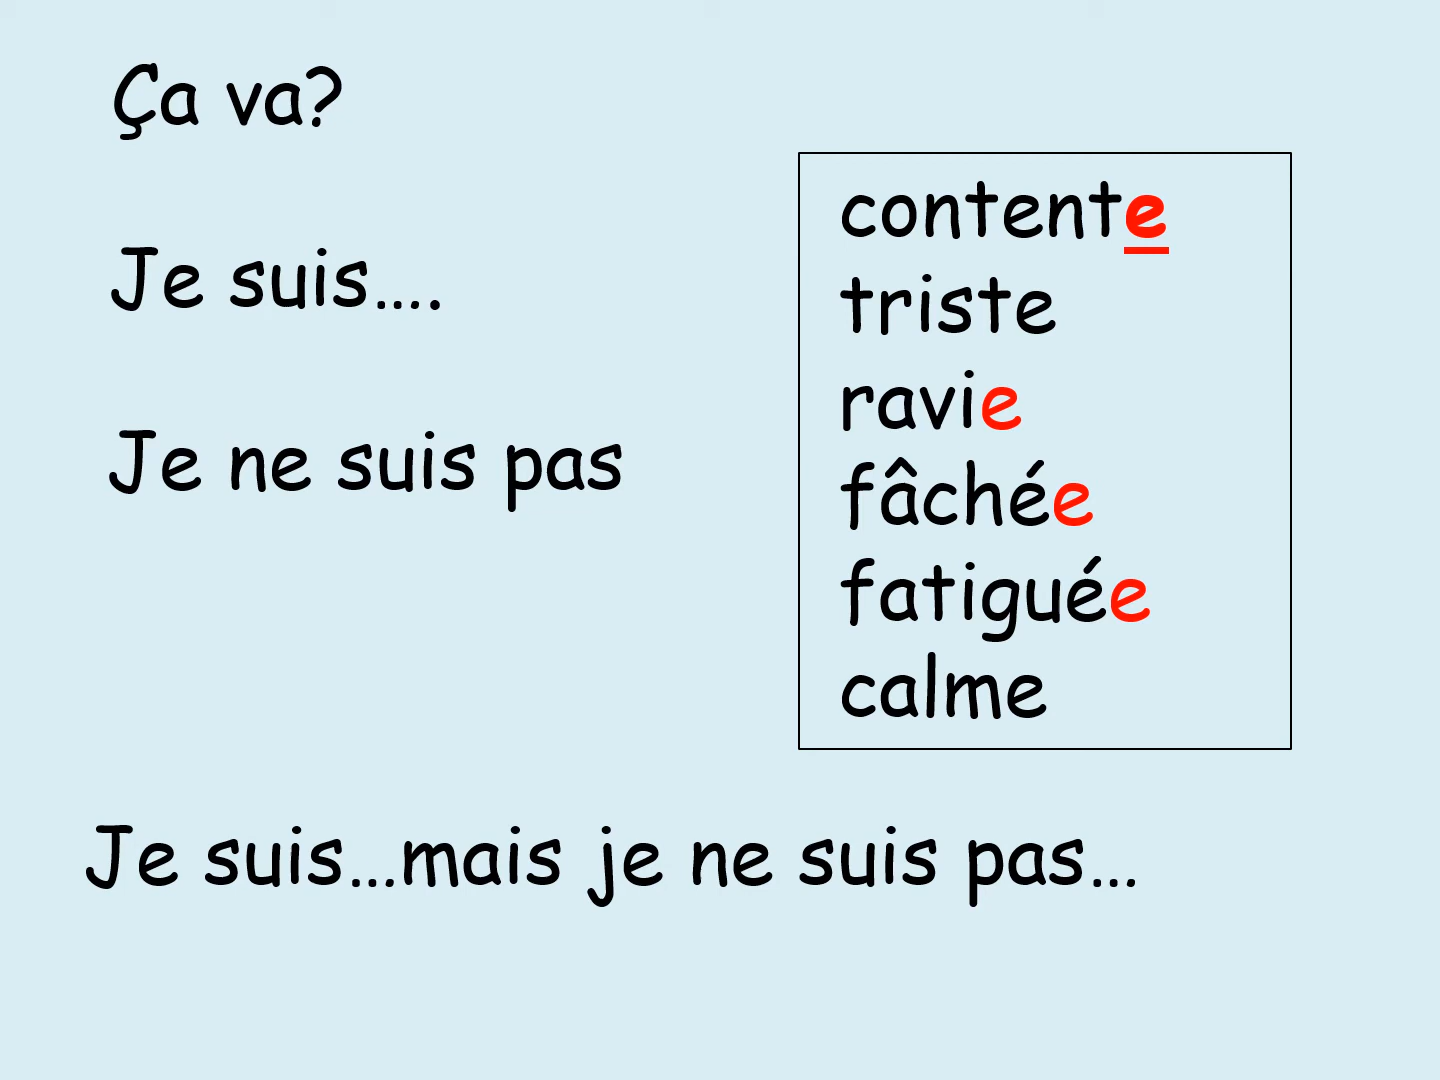 Ça va?
Je suis….
Je ne suis pas
contente
triste
ravie
fâchée
fatiguée
calme
Je suis…mais je ne suis pas…